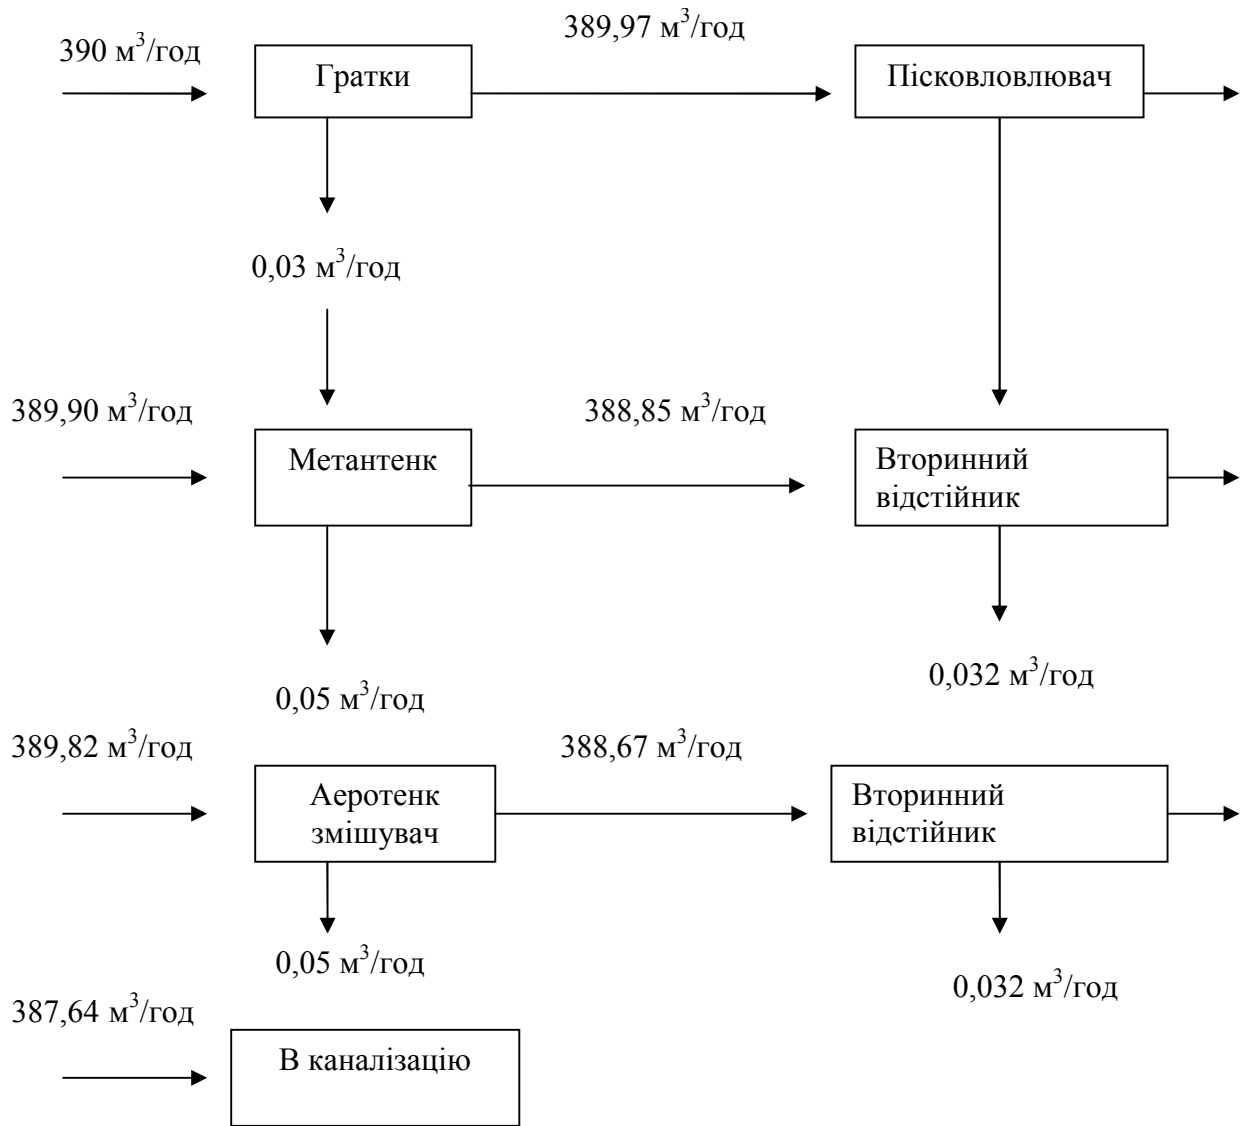 389,97 м³/год
390 м³/год
Гратки
Пісковловлювач
0,03 м³/год
389,90 м³/год
388,85 м³/год
Метантенк
Вторинний
відстійник
0,05 м³/год
0,032 м³/год
389,82 м³/год
388,67 м³/год
Аеротенк
змішувач
Вторинний
відстійник
0,05 м³/год
0,032 м³/год
387,64 м³/год
В каналізацію